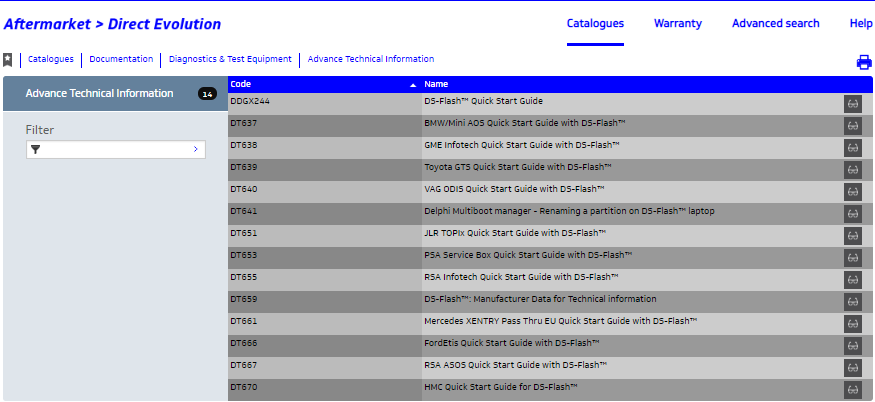 Aftermarket > Direct Evolution
Catalogues Warranty Advanced search Help
Catalogues Documentation Diagnostics & Test Equipment Advance Technical Information
Advance Technical Information 14
Filter
Code Name
DDGX244 DS-Flash™ Quick Start Guide
DT637 BMW/Mini AOS Quick Start Guide with DS-Flash™
DT638 GME Infotech Quick Start Guide with DS-Flash™
DT639 Toyota GTS Quick Start Guide with DS-Flash™
DT640 VAG ODIS Quick Start Guide with DS-Flash™
DT641 Delphi Multiboot manager - Renaming a partition on DS-Flash™ laptop
DT651 JLR TOPIx Quick Start Guide with DS-Flash™
DT653 PSA Service Box Quick Start Guide with DS-Flash™
DT655 RSA Infotech Quick Start Guide with DS-Flash™
DT659 DS-Flash™: Manufacturer Data for Technical information
DT661 Mercedes XENTRY Pass Thru EU Quick Start Guide with DS-Flash™
DT666 FordEtis Quick Start Guide with DS-Flash™
DT667 RSA ASOS Quick Start Guide with DS-Flash™
DT670 HMC Quick Start Guide for DS-Flash™